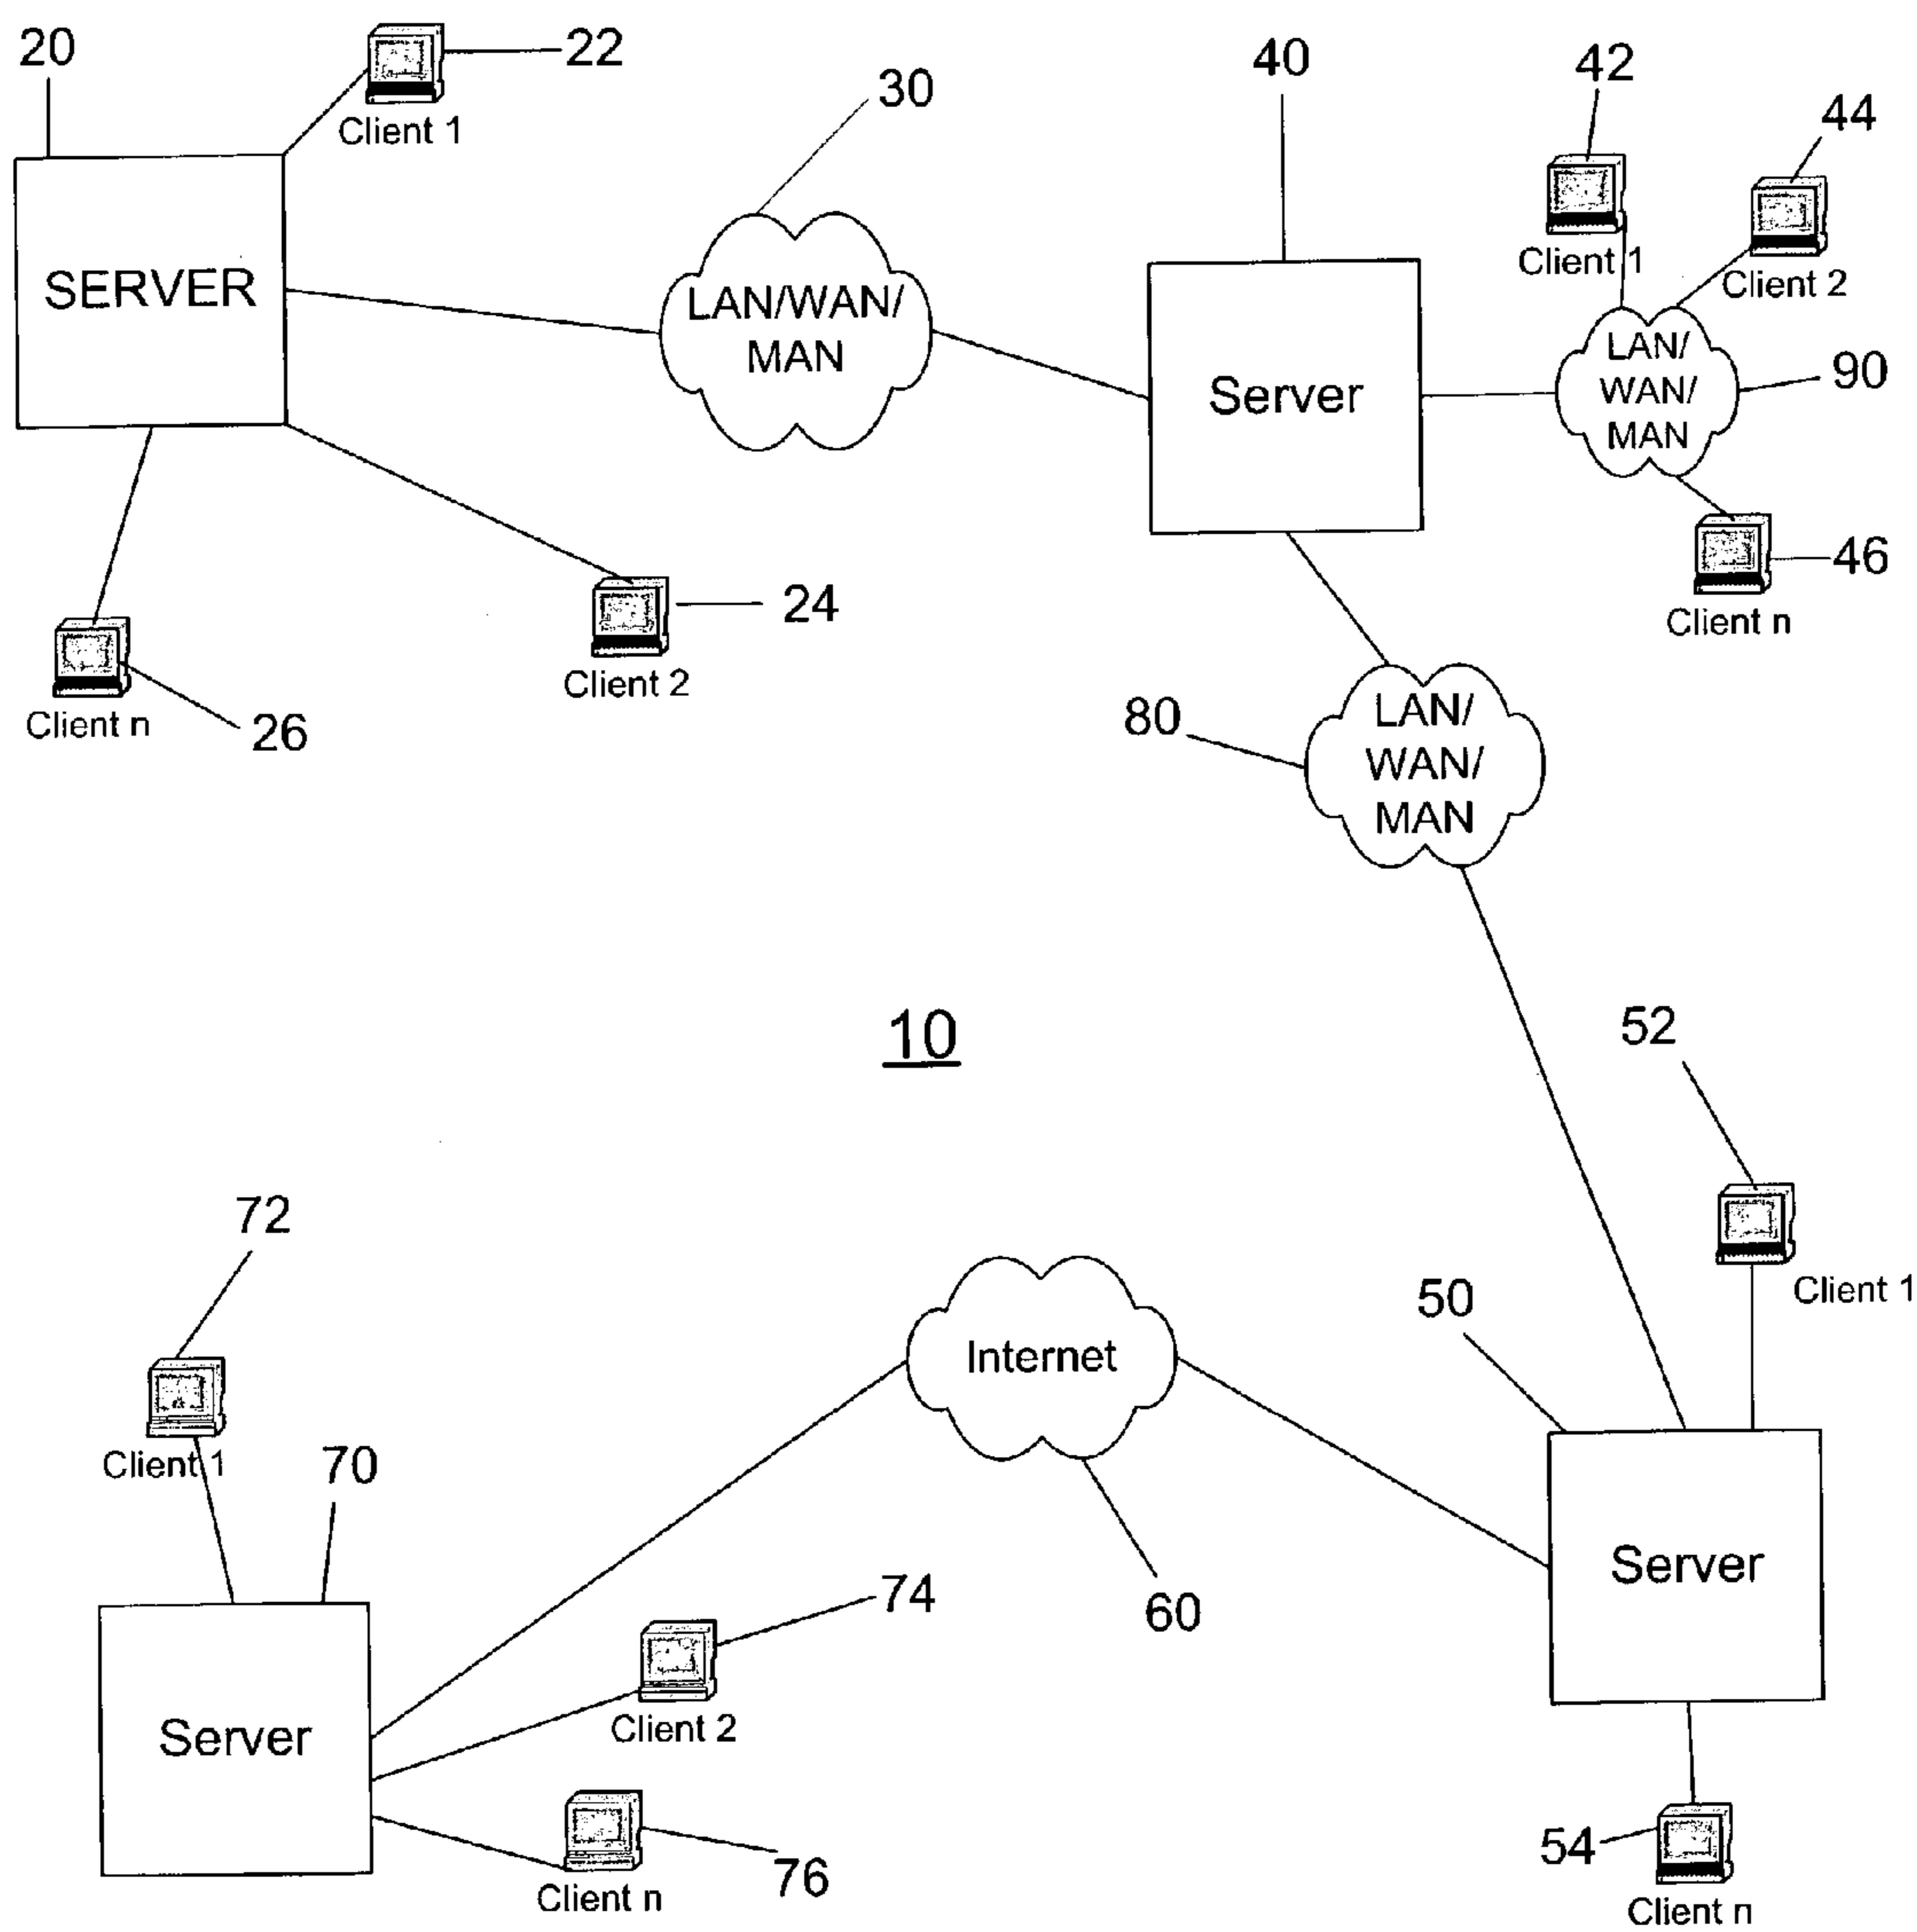 20
22
Client 1
30
40
42
44
SERVER
LAN/WAN/
MAN
Server
Client 1
Client 2
LAN/
WAN/
MAN
90
46
Client n
24
Client 2
26
Client n
80
LAN/
WAN/
MAN
10
52
Client 1
72
Client 1
70
Internet
60
50
Server
74
Client 2
Server
76
Client n
54
Client n